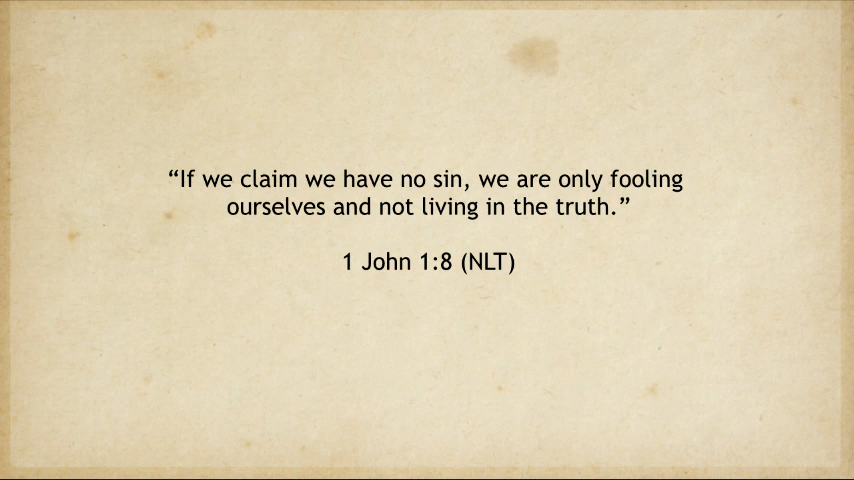 “If we claim we have no sin, we are only fooling
ourselves and not living in the truth.”
1 John 1:8 (NLT)